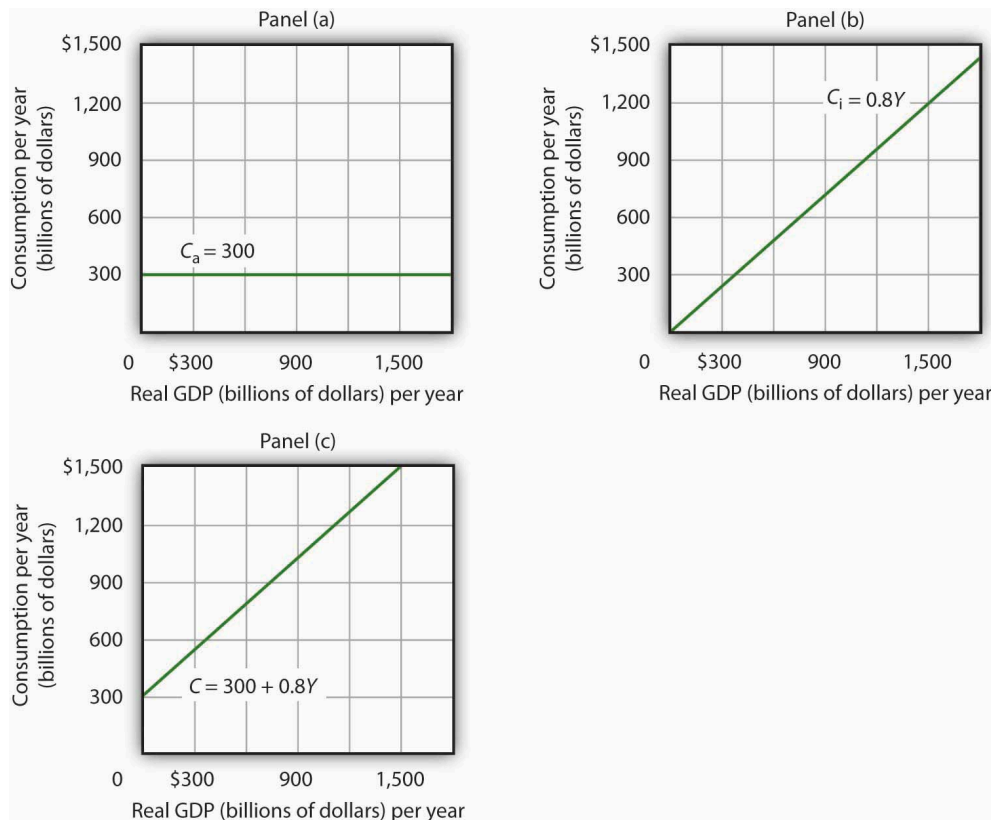 Panel (a)
$1,500
1,200
900
600
300
Consumption per year
(billions of dollars)
Cₐ = 300
0 $300 900 1,500
Real GDP (billions of dollars) per year
Panel (b)
$1,500
1,200
900
600
300
Consumption per year
(billions of dollars)
Cᵢ = 0.8Y
0 $300 900 1,500
Real GDP (billions of dollars) per year
Panel (c)
$1,500
1,200
900
600
300
Consumption per year
(billions of dollars)
C = 300 + 0.8Y
0 $300 900 1,500
Real GDP (billions of dollars) per year